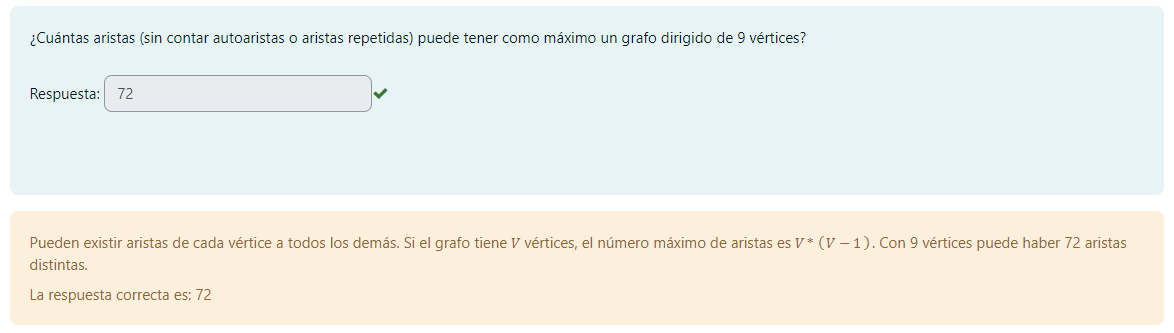 ¿Cuántas aristas (sin contar autoaristas o aristas repetidas) puede tener como máximo un grafo dirigido de 9 vértices?
Respuesta: 72
Pueden existir aristas de cada vértice a todos los demás. Si el grafo tiene V vértices, el número máximo de aristas es V * (V − 1). Con 9 vértices puede haber 72 aristas
distintas.
La respuesta correcta es: 72